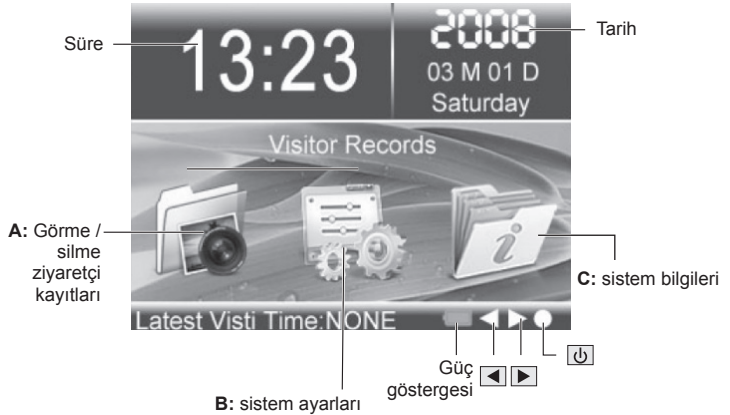 Süre
13:23
2008
03 M 01 D
Saturday
Tarih
Visitor Records
A: Görme /
silme
ziyaretçi
kayıtları
C: sistem bilgileri
Latest Visti Time:NONE
Güç
göstergesi
B: sistem ayarları